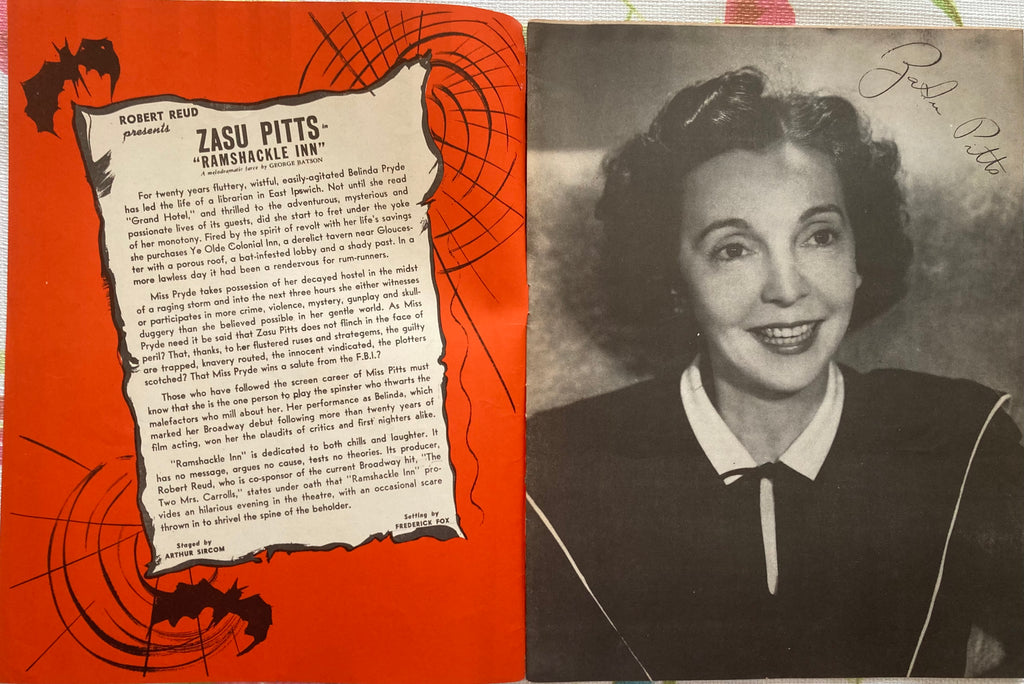 ROBERT REUD
presents
ZASU PITTS in
"RAMSHACKLE INN"
A melodramatic farce by GEORGE BATSON
For twenty years fluttery, wistful, easily-agitated Belinda Pryde
has led the life of a librarian in East Ipswich. Not until she read
"Grand Hotel," and thrilled to the adventurous, mysterious and
passionate lives of its guests, did she start to fret under the yoke
of her monotony. Fired by the spirit of revolt with her life's savings
she purchases Ye Olde Colonial Inn, a derelict tavern near Glouces-
ter with a porous roof, a bat-infested lobby and a shady past. In a
more lawless day it had been a rendezvous for rum-runners.
Miss Pryde takes possession of her decayed hostel in the midst
of a raging storm and into the next three hours she either witnesses
or participates in more crime, violence, mystery, gunplay and skull-
duggery than she believed possible in her gentle world. As Miss
Pryde need it be said that Zasu Pitts does not flinch in the face of
peril? That, thanks, to her flustered ruses and strategems, the guilty
are trapped, knavery routed, the innocent vindicated, the plotters
scotched? That Miss Pryde wins a salute from the F.B.I.?
Those who have followed the screen career of Miss Pitts must
know that she is the one person to play the spinster who thwarts the
malefactors who mill about her. Her performance as Belinda, which
marked her Broadway debut following more than twenty years of
film acting, won her the plaudits of critics and first nighters alike.
"Ramshackle Inn" is dedicated to both chills and laughter. It
has no message, argues no cause, tests no theories. Its producer,
Robert Reud, who is co-sponsor of the current Broadway hit, "The
Two Mrs. Carrolls," states under oath that "Ramshackle Inn" pro-
vides an hilarious evening in the theatre, with an occasional scare
thrown in to shrivel the spine of the beholder.
Staged by
ARTHUR SIRCOM
Setting by
FREDERICK FOX
Zasu Pitts